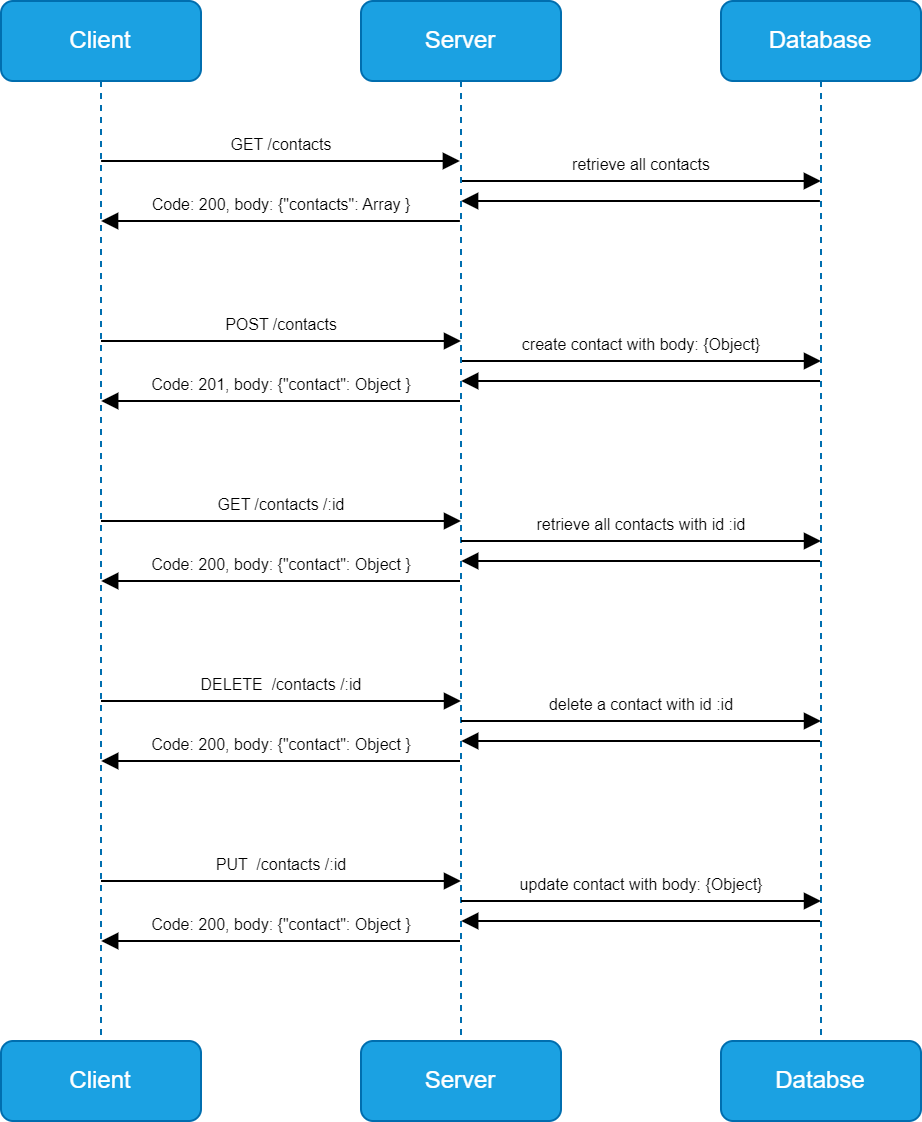 Client
Server
Database
GET /contacts
retrieve all contacts
Code: 200, body: {"contacts": Array }
POST /contacts
create contact with body: {Object}
Code: 201, body: {"contact": Object }
GET /contacts /:id
retrieve all contacts with id :id
Code: 200, body: {"contact": Object }
DELETE  /contacts /:id
delete a contact with id :id
Code: 200, body: {"contact": Object }
PUT  /contacts /:id
update contact with body: {Object}
Code: 200, body: {"contact": Object }
Client
Server
Databse